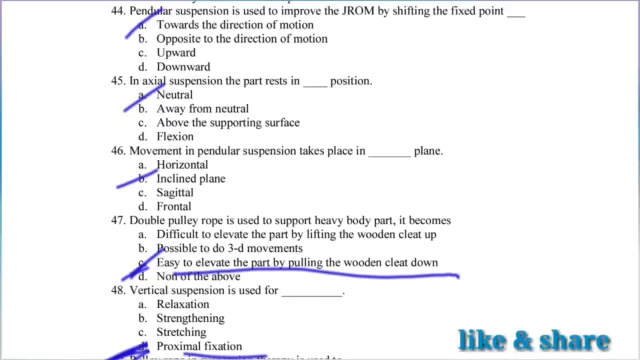 44. Pendular suspension is used to improve the JROM by shifting the fixed point ___
a. Towards the direction of motion
b. Opposite to the direction of motion
c. Upward
d. Downward
45. In axial suspension the part rests in ____ position.
a. Neutral
b. Away from neutral
c. Above the supporting surface
d. Flexion
46. Movement in pendular suspension takes place in _______ plane.
a. Horizontal
b. Inclined plane
c. Sagittal
d. Frontal
47. Double pulley rope is used to support heavy body part, it becomes
a. Difficult to elevate the part by lifting the wooden cleat up
b. Possible to do 3-d movements
c. Easy to elevate the part by pulling the wooden cleat down
d. Non of the above
48. Vertical suspension is used for __________.
a. Relaxation
b. Strengthening
c. Stretching
d. Proximal fixation
like & share